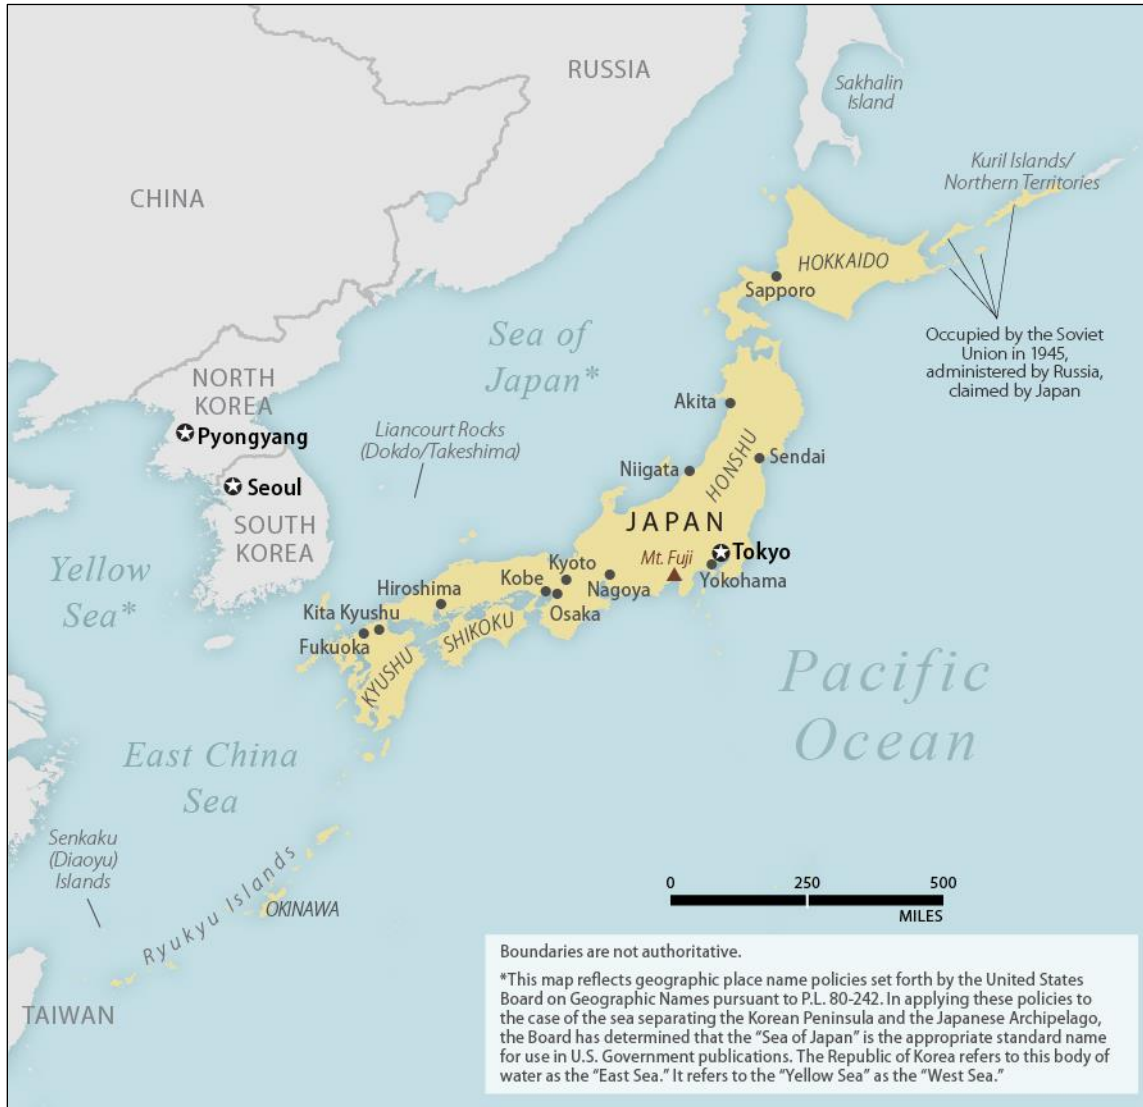 RUSSIA
Sakhalin
Island
CHINA
Kuril Islands/
Northern Territories
HOKKAIDO
Sapporo
Occupied by the Soviet
Union in 1945,
administered by Russia,
claimed by Japan
Sea of
Japan*
NORTH
KOREA
Pyongyang
Akita
Liancourt Rocks
(Dokdo/Takeshima)
HONSHU
Sendai
Niigata
Seoul
SOUTH
KOREA
JAPAN
Tokyo
Mt. Fuji
Yokohama
Yellow
Sea*
Kyoto
Kobe
Nagoya
Osaka
Hiroshima
Kita Kyushu
Fukuoka
SHIKOKU
KYUSHU
Pacific
Ocean
East China
Sea
Senkaku
(Diaoyu)
Islands
Ryukyu Islands
OKINAWA
TAIWAN
0 250 500
MILES
Boundaries are not authoritative.
*This map reflects geographic place name policies set forth by the United States
Board on Geographic Names pursuant to P.L. 80-242. In applying these policies to
the case of the sea separating the Korean Peninsula and the Japanese Archipelago,
the Board has determined that the “Sea of Japan” is the appropriate standard name
for use in U.S. Government publications. The Republic of Korea refers to this body of
water as the “East Sea.” It refers to the “Yellow Sea” as the “West Sea.”